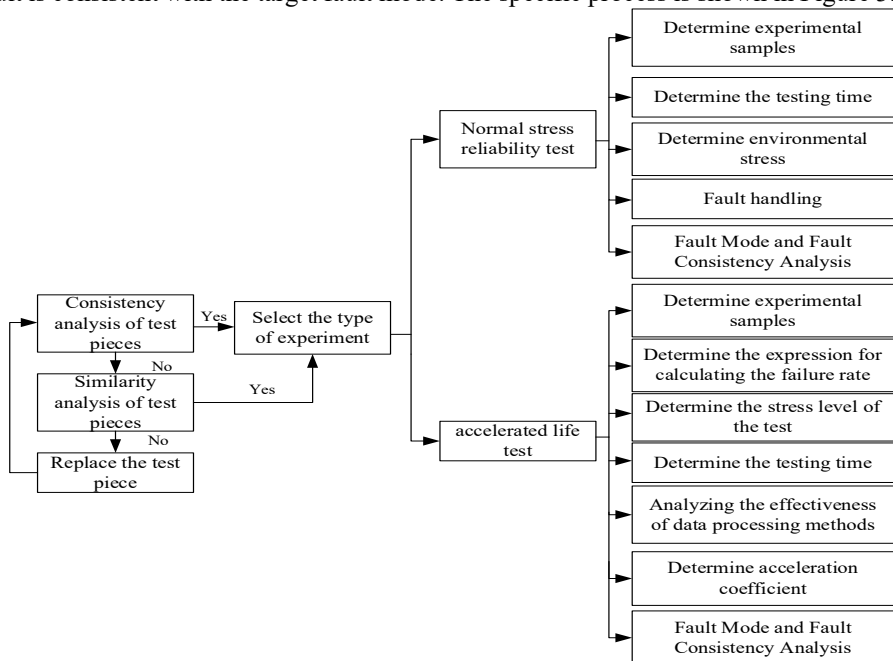 is consistent with the target fault mode. The specific process is shown in Figure 3.
Determine experimental
samples
Determine the testing time
Normal stress
reliability test
Determine environmental
stress
Fault handling
Fault Mode and Fault
Consistency Analysis
Consistency
analysis of test
pieces
Yes
Select the type
of experiment
No
Similarity
analysis of test
pieces
Yes
No
Replace the test
piece
accelerated life
test
Determine experimental
samples
Determine the expression for
calculating the failure rate
Determine the stress level of
the test
Determine the testing time
Analyzing the effectiveness
of data processing methods
Determine acceleration
coefficient
Fault Mode and Fault
Consistency Analysis